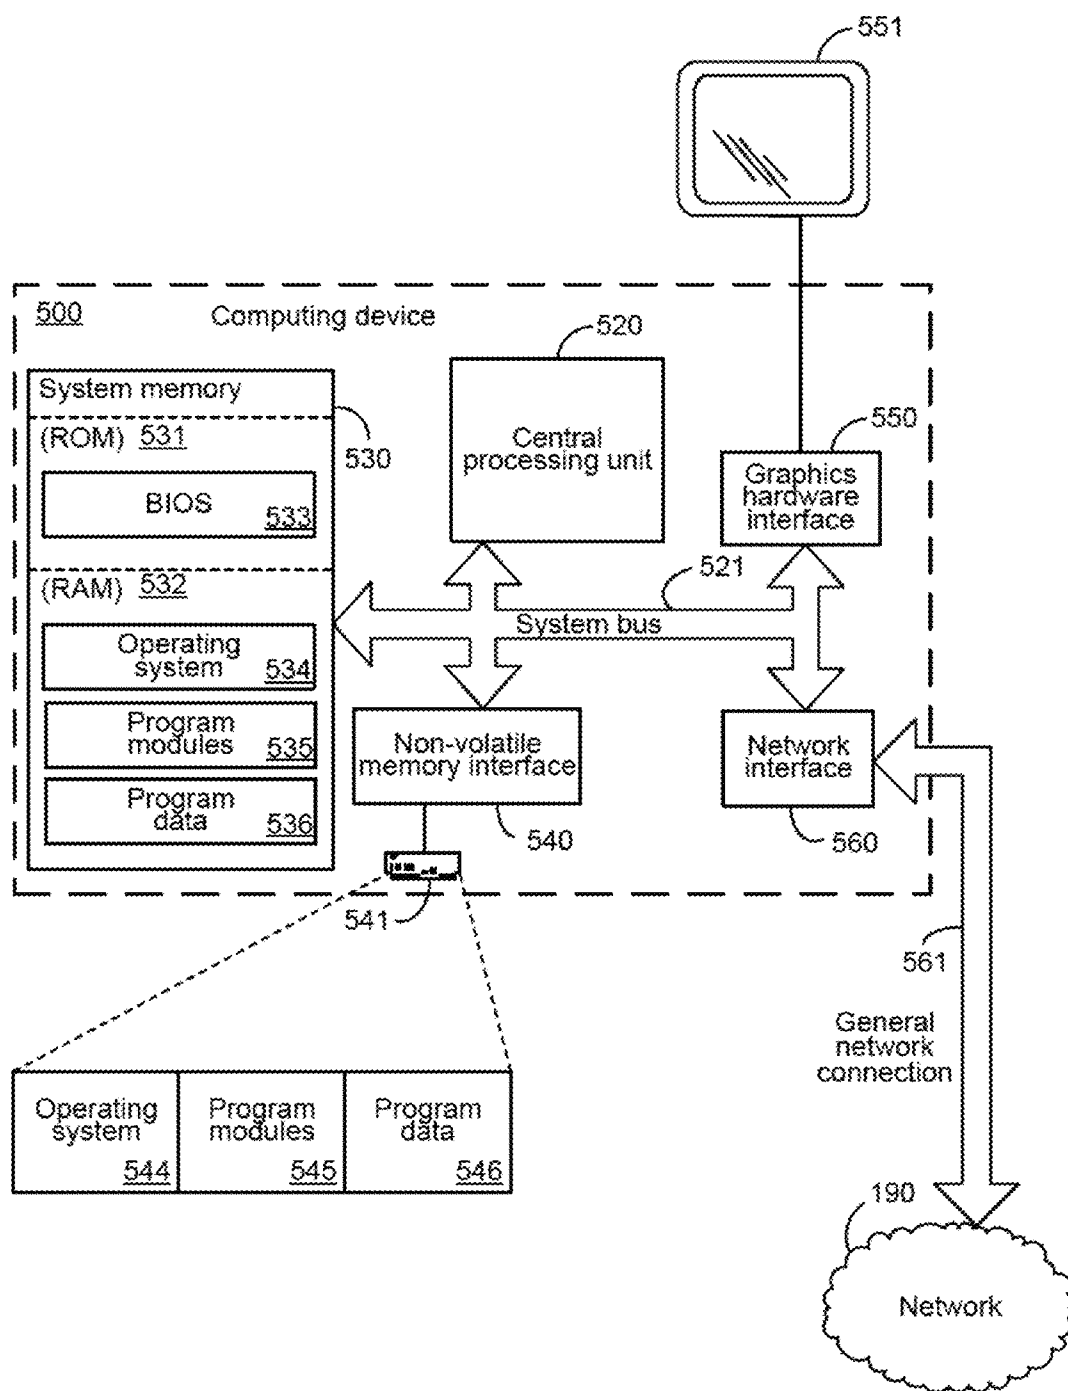 551
500
Computing device
520
System memory
(ROM) 531
530
BIOS
533
Central
processing unit
550
Graphics
hardware
interface
(RAM) 532
521
System bus
Operating
system
534
Program
modules
535
Program
data
536
Non-volatile
memory interface
540
Network
interface
560
541
561
General
network
connection
Operating
system
544
Program
modules
545
Program
data
546
190
Network